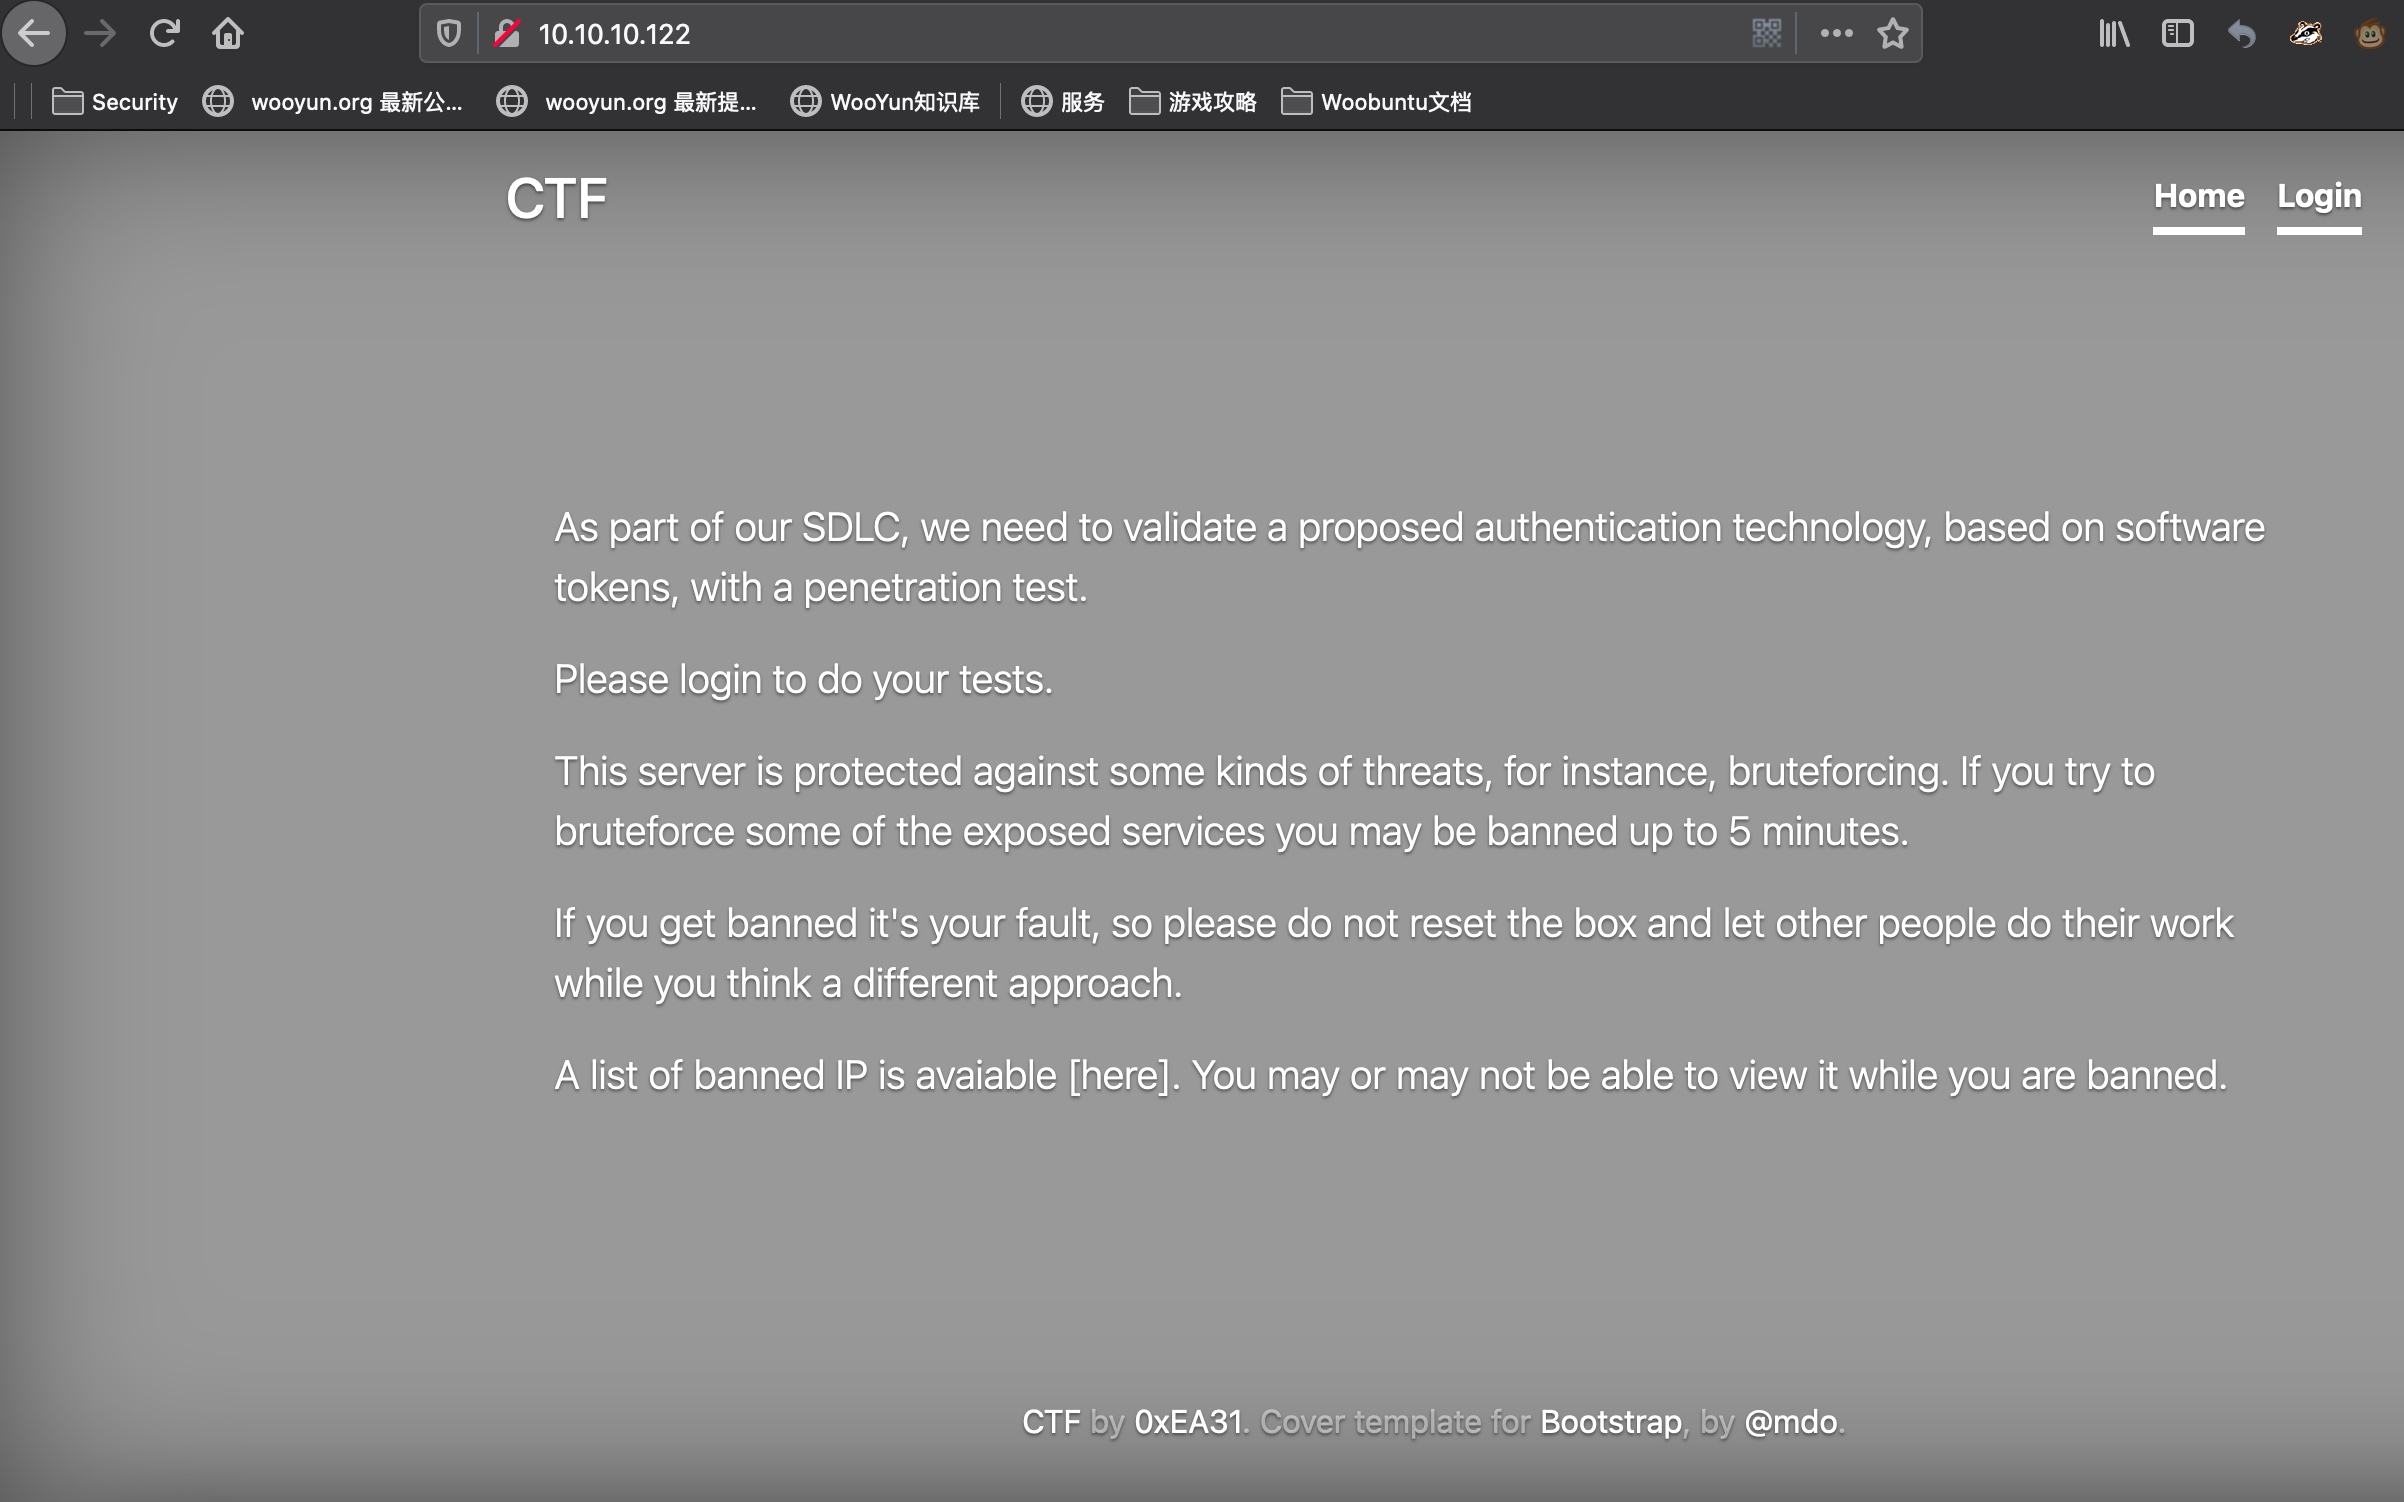 10.10.10.122
Security wooyun.org 最新公... wooyun.org 最新提... WooYun知识库 服务 游戏攻略 Woobuntu文档
CTF Home Login
As part of our SDLC, we need to validate a proposed authentication technology, based on software
tokens, with a penetration test.
Please login to do your tests.
This server is protected against some kinds of threats, for instance, bruteforcing. If you try to
bruteforce some of the exposed services you may be banned up to 5 minutes.
If you get banned it's your fault, so please do not reset the box and let other people do their work
while you think a different approach.
A list of banned IP is avaiable [here]. You may or may not be able to view it while you are banned.
CTF by 0xEA31. Cover template for Bootstrap, by @mdo.